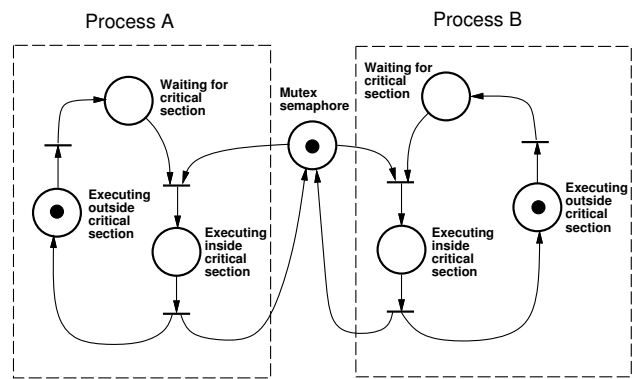 Process A
Process B
Waiting for
critical
section
Mutex
semaphore
Waiting for
critical
section
Executing
outside
critical
section
Executing
inside
critical
section
Executing
inside
critical
section
Executing
outside
critical
section